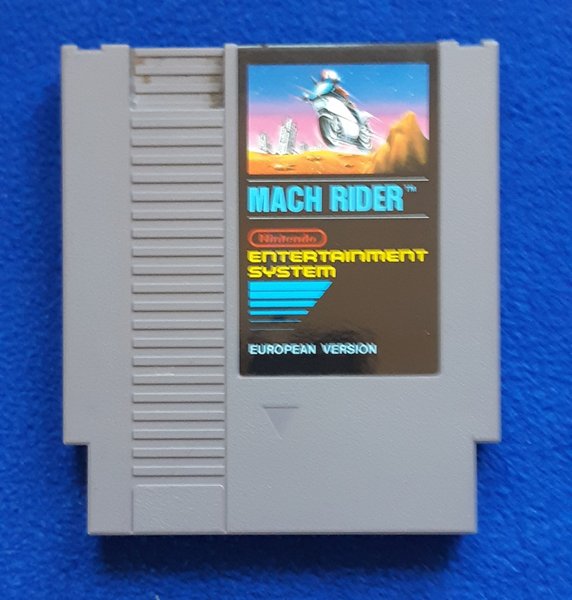 MACH RIDER™
Nintendo
ENTERTAINMENT
SYSTEM
EUROPEAN VERSION